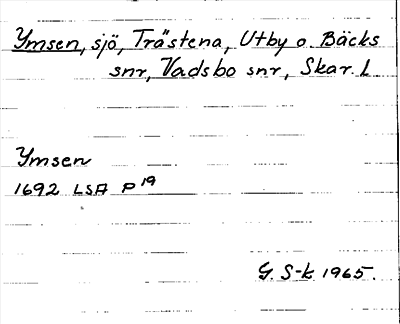 Ymsen, sjö, Trästena, Utby o. Bäcks
snr, Vadsbo snr, Skar. l.
Ymsen
1692 LSA P 19
G. S-k 1965.